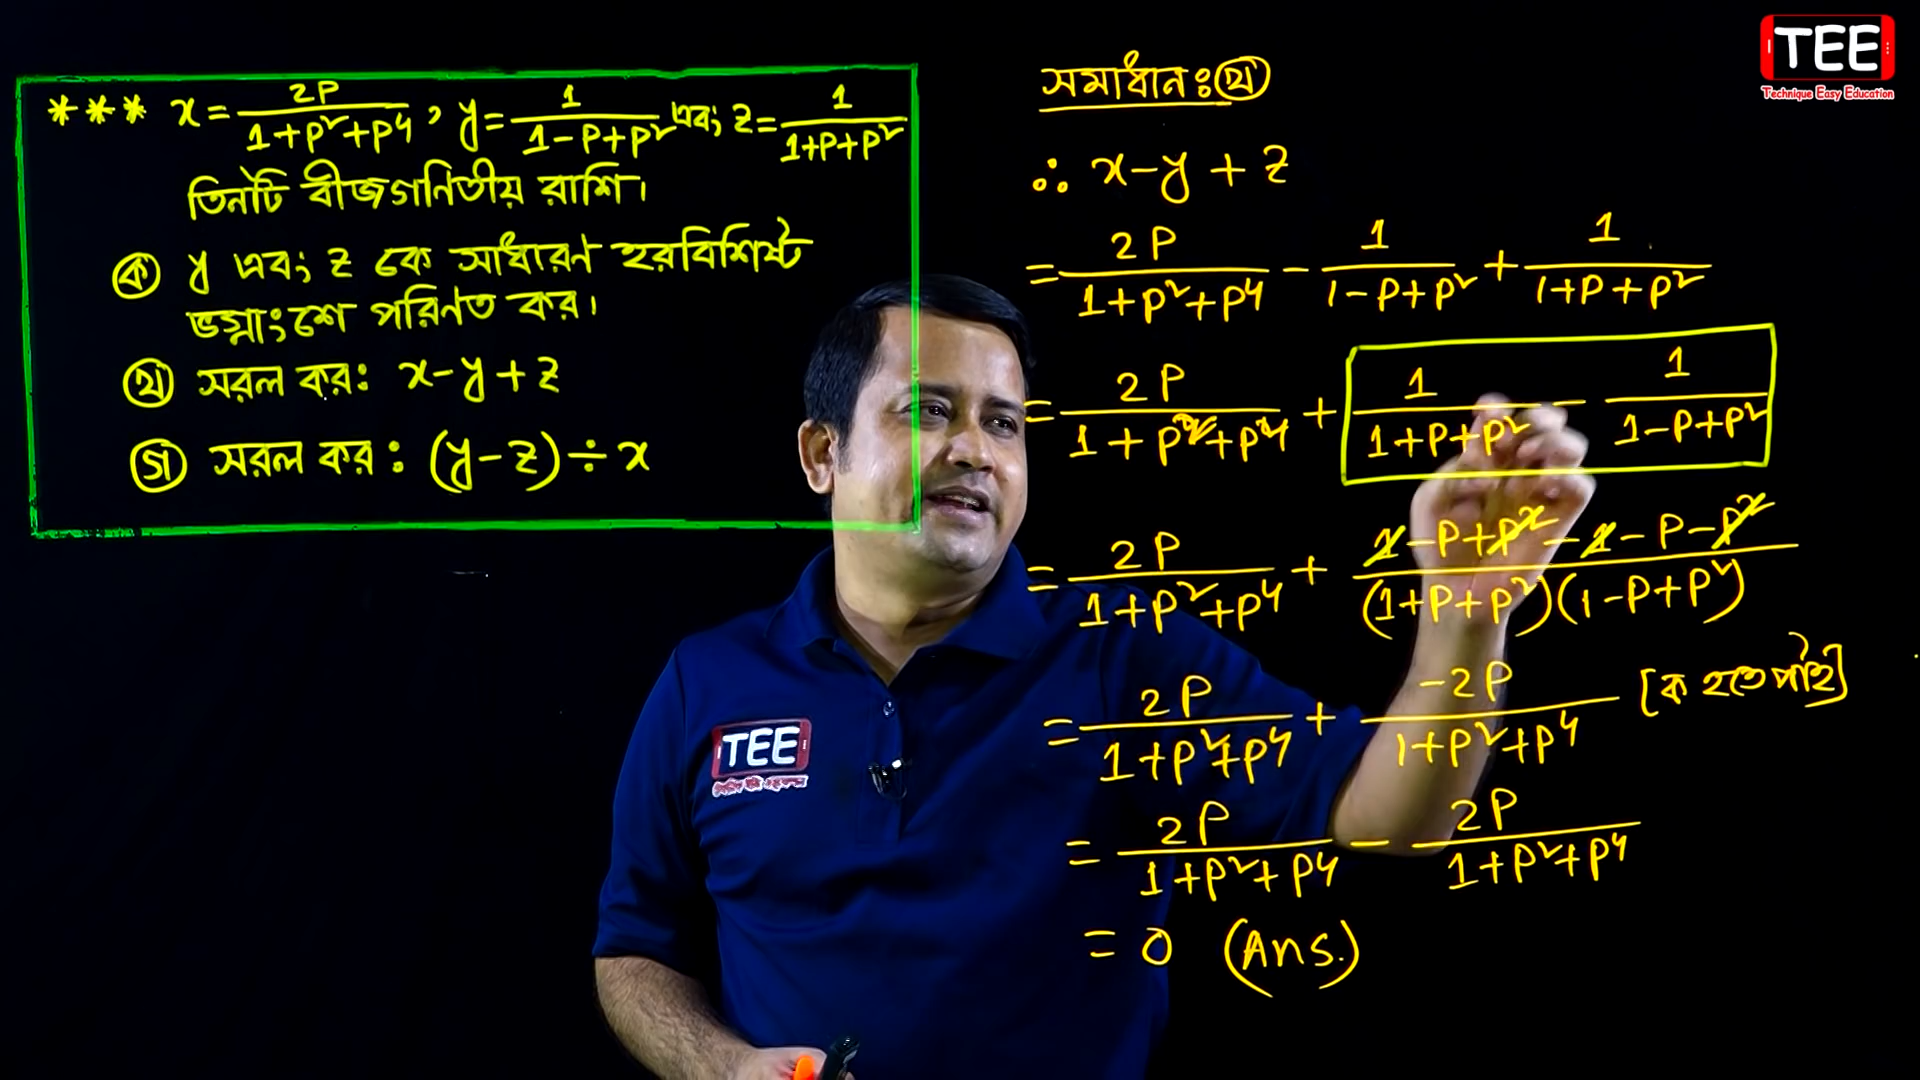 *** x = 2P/(1+P²+P⁴), y = 1/(1-P+P²) এবং z = 1/(1+P+P²)
তিনটি বীজগনিতীয় রাশি।
(ক) y এবং z কে সাধারণ হরবিশিষ্ট
ভগ্নাংশে পরিণত কর।
(খ) সরল কর: x-y+z
(গ) সরল কর: (y-z)÷x
সমাধান: (খ)
∴ x-y+z
= 2P/(1+P²+P⁴) - 1/(1-P+P²) + 1/(1+P+P²)
= 2P/(1+P²+P⁴) + 1/(1+P+P²) - 1/(1-P+P²)
= 2P/(1+P²+P⁴) + (1-P+P²-1-P-P²)/((1+P+P²)(1-P+P²))
= 2P/(1+P²+P⁴) + -2P/(1+P²+P⁴) [ক হতে পাই]
= 2P/(1+P²+P⁴) - 2P/(1+P²+P⁴)
= 0 (Ans.)
TEE
Technique Easy Education
TEE